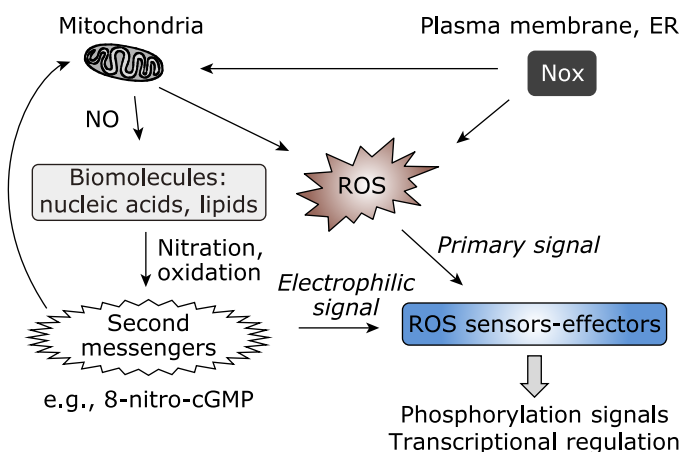 Mitochondria
Plasma membrane, ER
Nox
NO
Biomolecules:
nucleic acids, lipids
ROS
Nitration,
oxidation
Primary signal
Electrophilic
signal
Second
messengers
ROS sensors-effectors
e.g., 8-nitro-cGMP
Phosphorylation signals
Transcriptional regulation